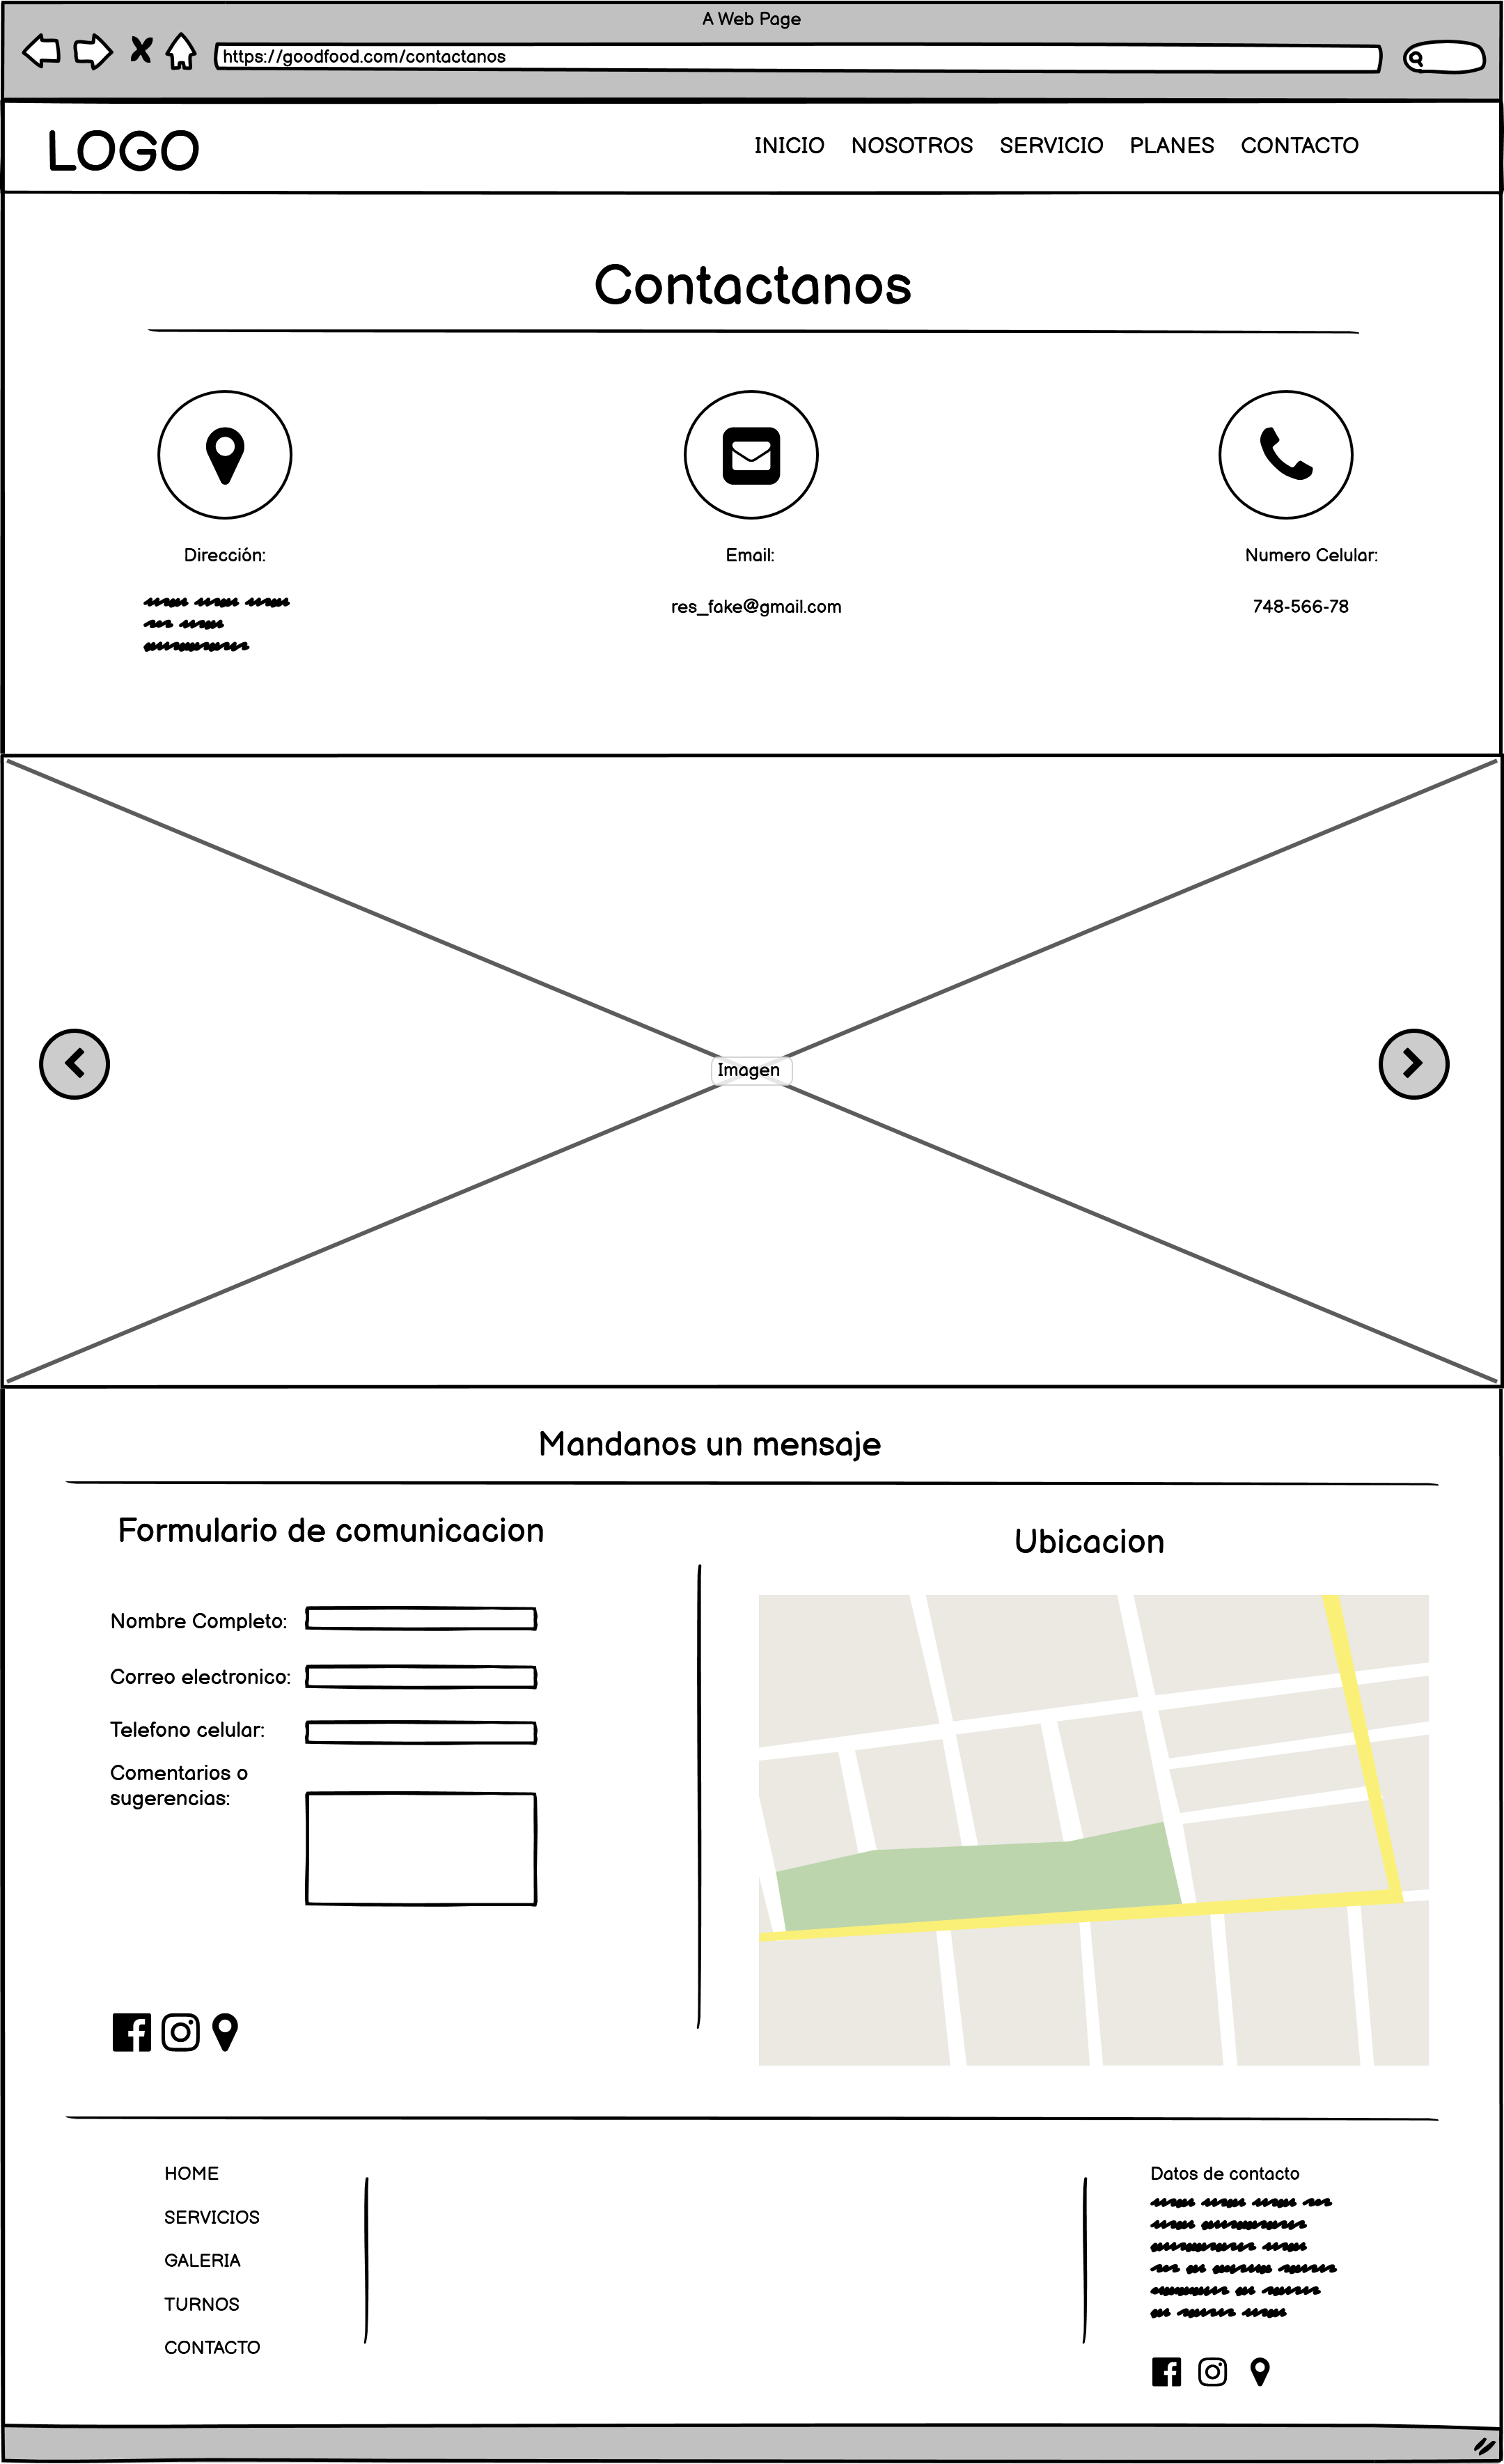 A Web Page
https://goodfood.com/contactanos
LOGO
INICIO NOSOTROS SERVICIO PLANES CONTACTO
Contactanos
Dirección:
Email:
res_fake@gmail.com
Numero Celular:
748-566-78
Imagen
Mandanos un mensaje
Formulario de comunicacion
Nombre Completo:
Correo electronico:
Telefono celular:
Comentarios o
sugerencias:
Ubicacion
HOME
SERVICIOS
GALERIA
TURNOS
CONTACTO
Datos de contacto